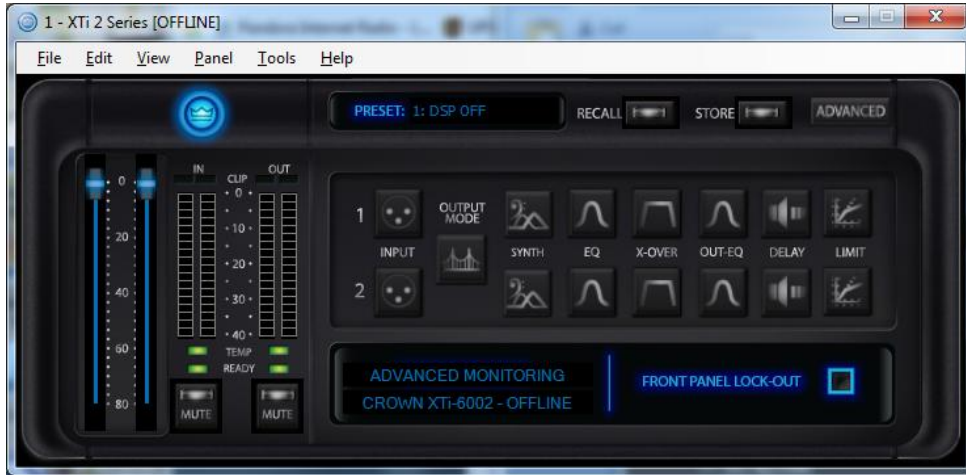 1 - XTi 2 Series [OFFLINE]
File Edit View Panel Tools Help
PRESET: 1: DSP OFF
RECALL
STORE
ADVANCED
IN
CLIP
OUT
0
20
40
60
80
0
10
20
30
40
TEMP
READY
MUTE
MUTE
1
2
INPUT
OUTPUT
MODE
SYNTH
EQ
X-OVER
OUT-EQ
DELAY
LIMIT
ADVANCED MONITORING
CROWN XTi-6002 - OFFLINE
FRONT PANEL LOCK-OUT